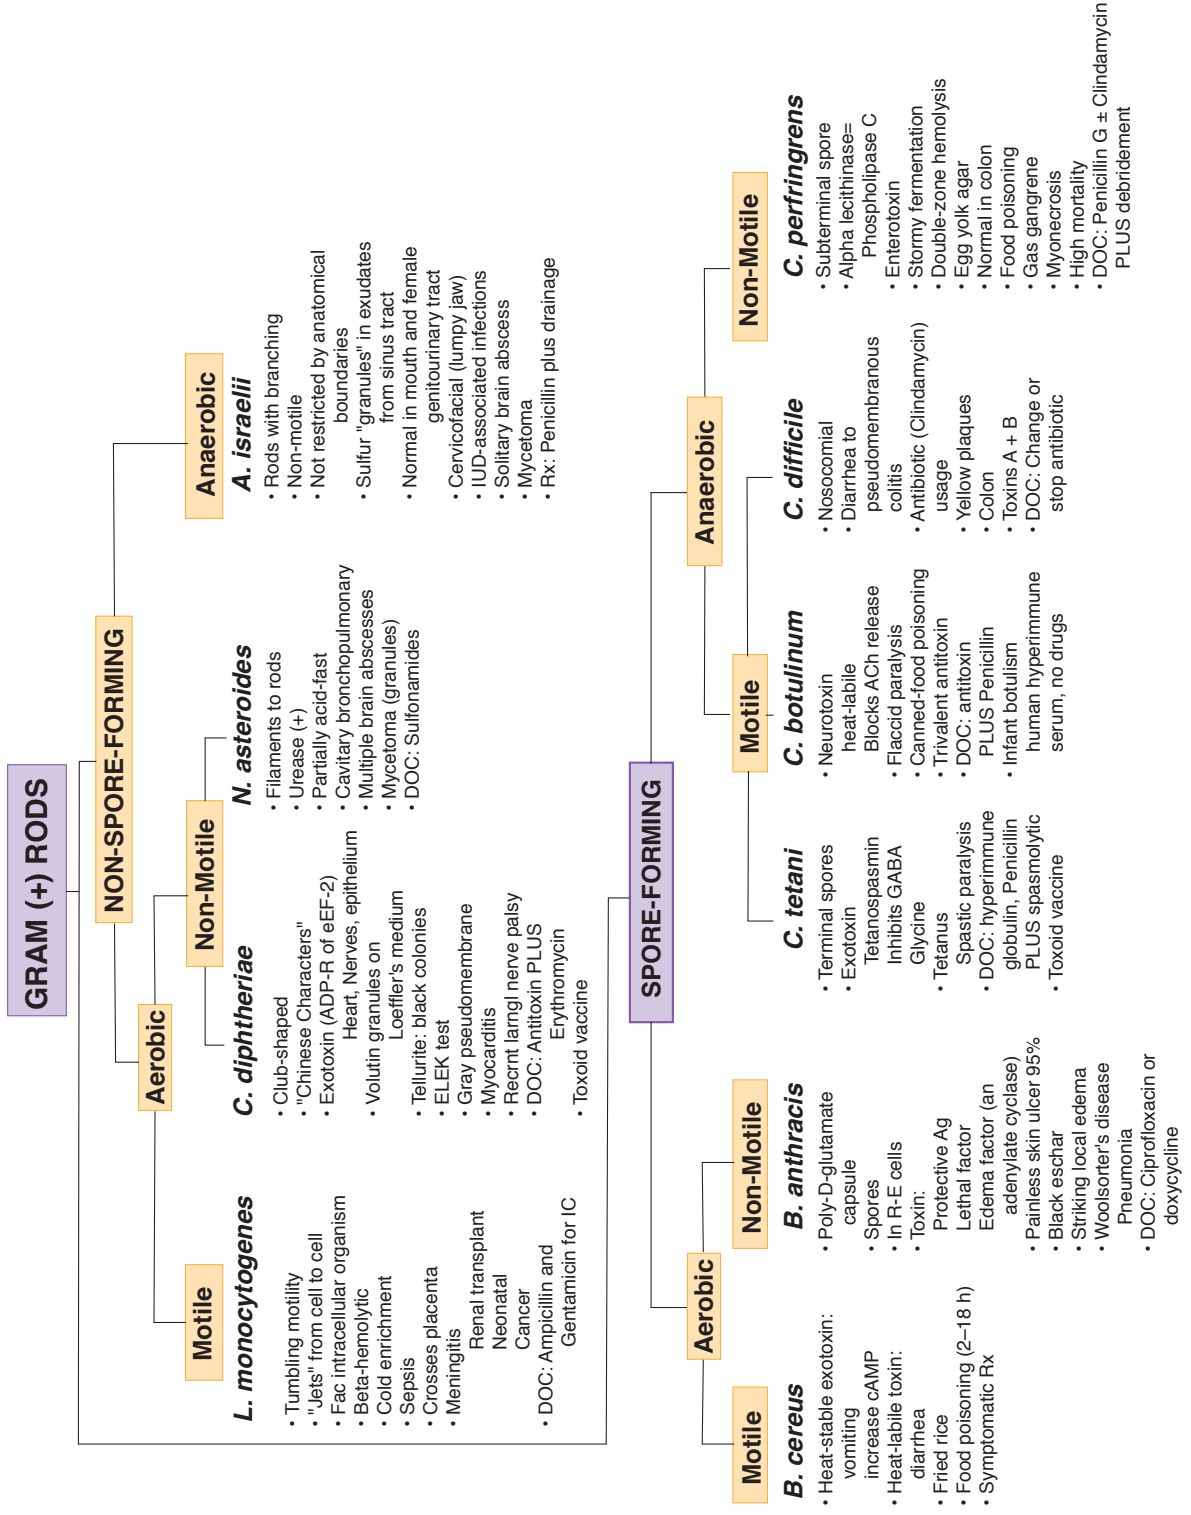 GRAM (+) RODS
NON-SPORE-FORMING
Aerobic
Anaerobic
Motile
Non-Motile
L. monocytogenes
• Tumbling motility
• "Jets" from cell to cell
• Fac intracellular organism
• Beta-hemolytic
• Cold enrichment
• Sepsis
• Crosses placenta
• Meningitis
Renal transplant
Neonatal
Cancer
• DOC: Ampicillin and
Gentamicin for IC
C. diphtheriae
• Club-shaped
• "Chinese Characters"
• Exotoxin (ADP-R of eEF-2)
Heart, Nerves, epithelium
• Volutin granules on
Loeffler's medium
• Tellurite: black colonies
• ELEK test
• Gray pseudomembrane
• Myocarditis
• Recrnt larngl nerve palsy
• DOC: Antitoxin PLUS
Erythromycin
• Toxoid vaccine
N. asteroides
• Filaments to rods
• Urease (+)
• Partially acid-fast
• Cavitary bronchopulmonary
• Multiple brain abscesses
• Mycetoma (granules)
• DOC: Sulfonamides
A. israelii
• Rods with branching
• Non-motile
• Not restricted by anatomical
boundaries
• Sulfur "granules" in exudates
from sinus tract
• Normal in mouth and female
genitourinary tract
• Cervicofacial (lumpy jaw)
• IUD-associated infections
• Solitary brain abscess
• Mycetoma
• Rx: Penicillin plus drainage
SPORE-FORMING
Aerobic
Anaerobic
Motile
Non-Motile
Motile
Non-Motile
B. cereus
• Heat-stable exotoxin:
vomiting
increase cAMP
• Heat-labile toxin:
diarrhea
• Fried rice
• Food poisoning (2–18 h)
• Symptomatic Rx
B. anthracis
• Poly-D-glutamate
capsule
• Spores
• In R-E cells
• Toxin:
Protective Ag
Lethal factor
Edema factor (an
adenylate cyclase)
• Painless skin ulcer 95%
• Black eschar
• Striking local edema
• Woolsorter's disease
Pneumonia
• DOC: Ciprofloxacin or
doxycycline
C. tetani
• Terminal spores
• Exotoxin
Tetanospasmin
Inhibits GABA
Glycine
• Tetanus
Spastic paralysis
• DOC: hyperimmune
globulin, Penicillin
PLUS spasmolytic
• Toxoid vaccine
C. botulinum
• Neurotoxin
heat-labile
Blocks ACh release
• Flaccid paralysis
• Canned-food poisoning
• Trivalent antitoxin
• DOC: antitoxin
PLUS Penicillin
• Infant botulism
human hyperimmune
serum, no drugs
C. difficile
• Nosocomial
• Diarrhea to
pseudomembranous
colitis
• Antibiotic (Clindamycin)
usage
• Yellow plaques
• Colon
• Toxins A + B
• DOC: Change or
stop antibiotic
C. perfringrens
• Subterminal spore
• Alpha lecithinase=
Phospholipase C
• Enterotoxin
• Stormy fermentation
• Double-zone hemolysis
• Egg yolk agar
• Normal in colon
• Food poisoning
• Gas gangrene
• Myonecrosis
• High mortality
• DOC: Penicillin G ± Clindamycin
PLUS debridement